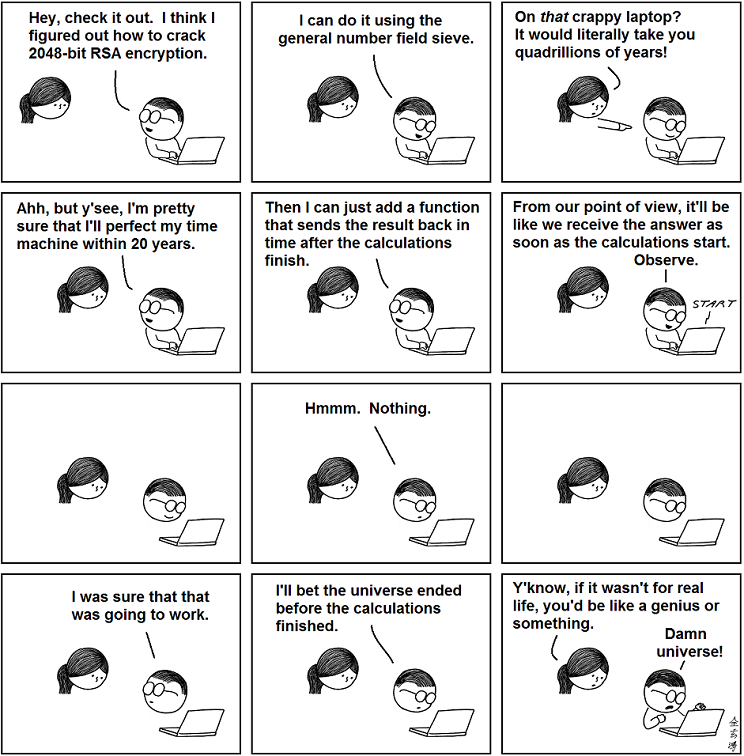 Hey, check it out. I think I
figured out how to crack
2048-bit RSA encryption.
I can do it using the
general number field sieve.
On that crappy laptop?
It would literally take you
quadrillions of years!
Ahh, but y'see, I'm pretty
sure that I'll perfect my time
machine within 20 years.
Then I can just add a function
that sends the result back in
time after the calculations
finish.
From our point of view, it'll be
like we receive the answer as
soon as the calculations start.
Observe.
START
Hmmm. Nothing.
I was sure that that
was going to work.
I'll bet the universe ended
before the calculations
finished.
Y'know, if it wasn't for real
life, you'd be like a genius or
something.
Damn
universe!